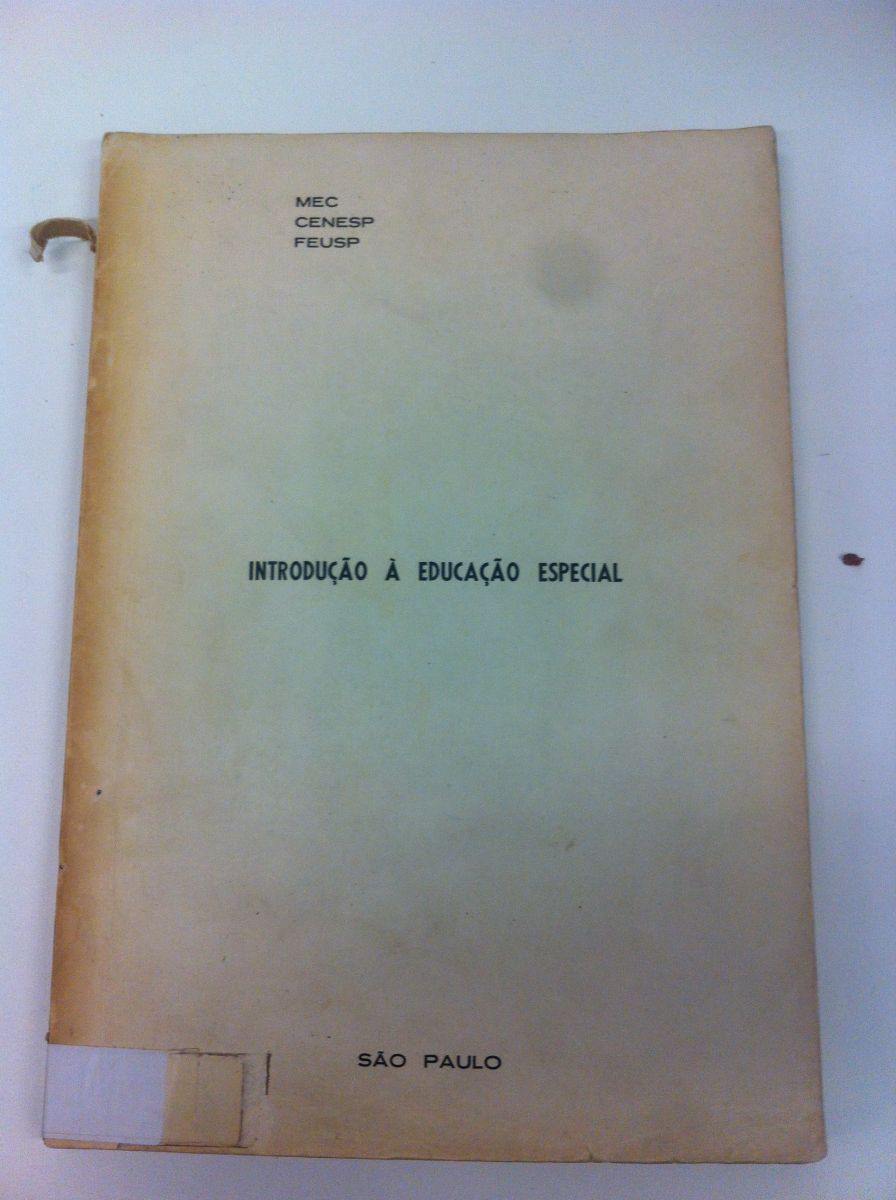 MEC
CENESP
FEUSP
INTRODUÇÃO À EDUCAÇÃO ESPECIAL
SÃO PAULO